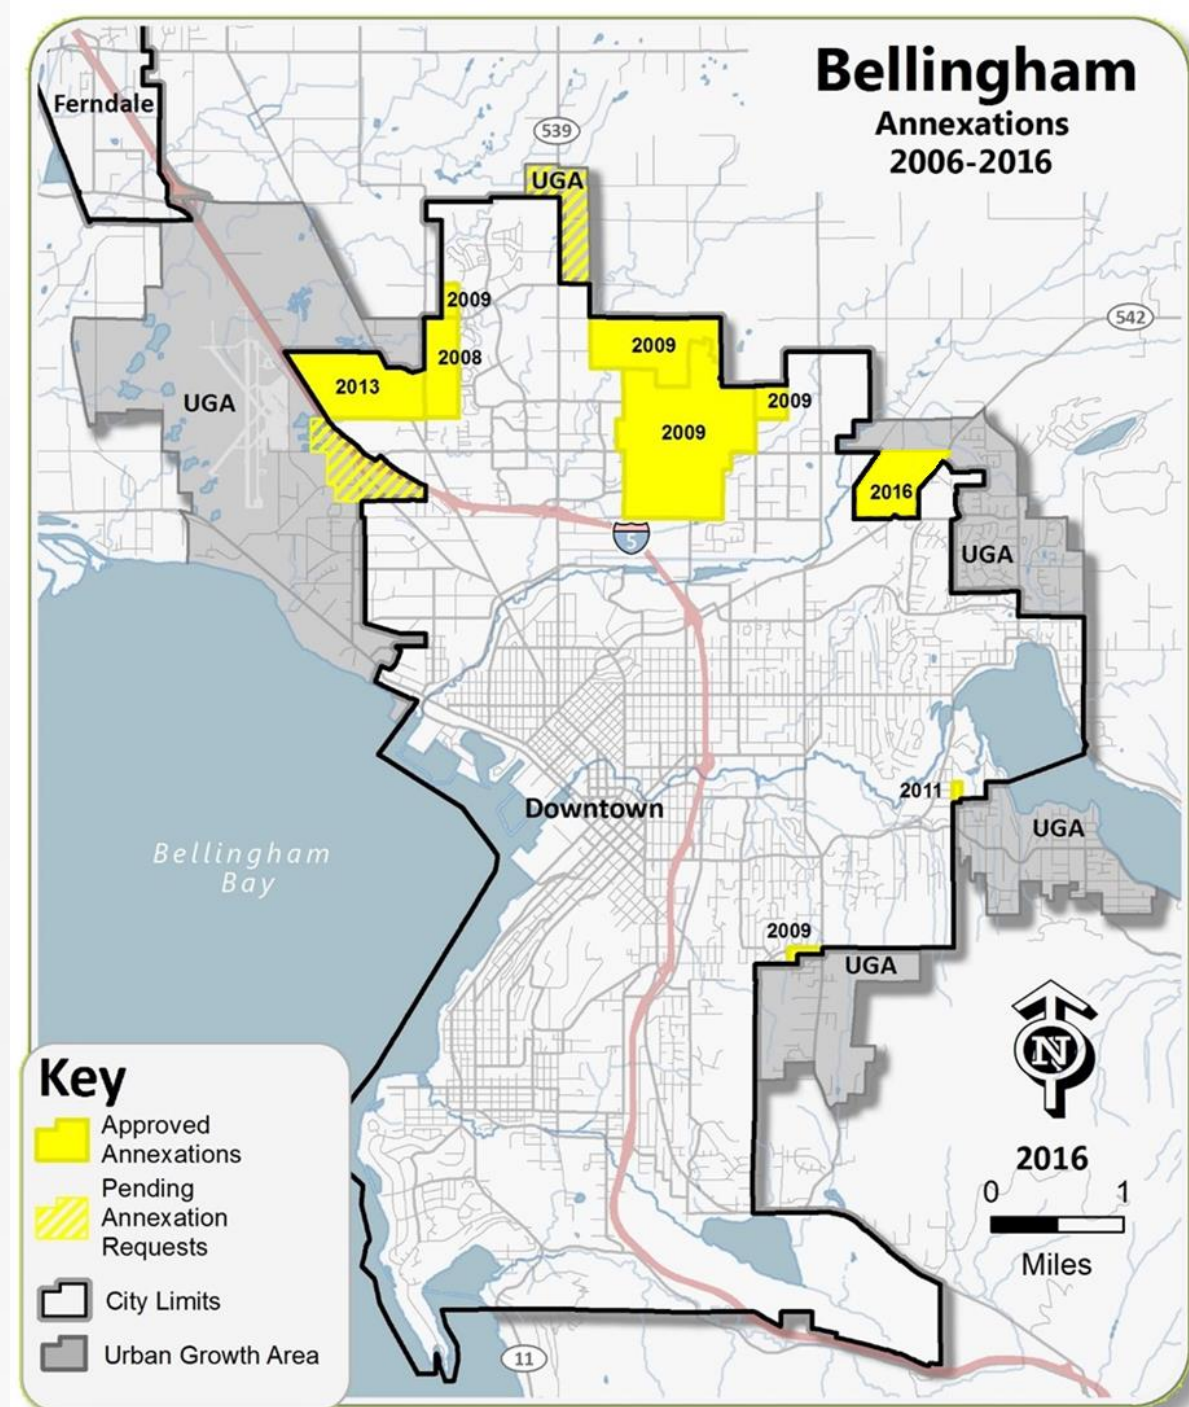 Bellingham
Annexations
2006-2016
Ferndale
539
UGA
2009
542
2008
2009
2013
2009
UGA
2009
2016
5
UGA
2011
Downtown
UGA
Bellingham
Bay
2009
UGA
N
Key
Approved
Annexations
Pending
Annexation
Requests
City Limits
Urban Growth Area
2016
0 1
Miles
11